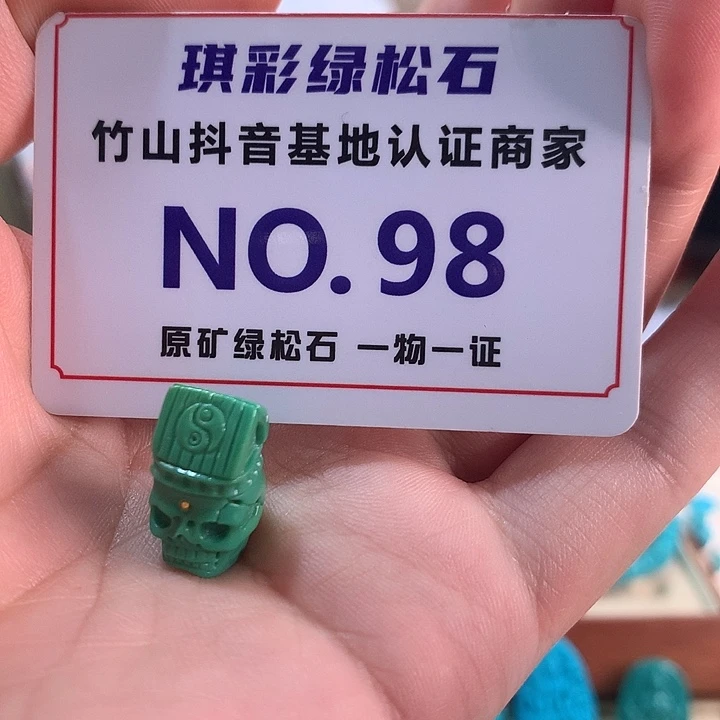 琪彩绿松石
竹山抖音基地认证商家
NO. 98
原矿绿松石 一物一证